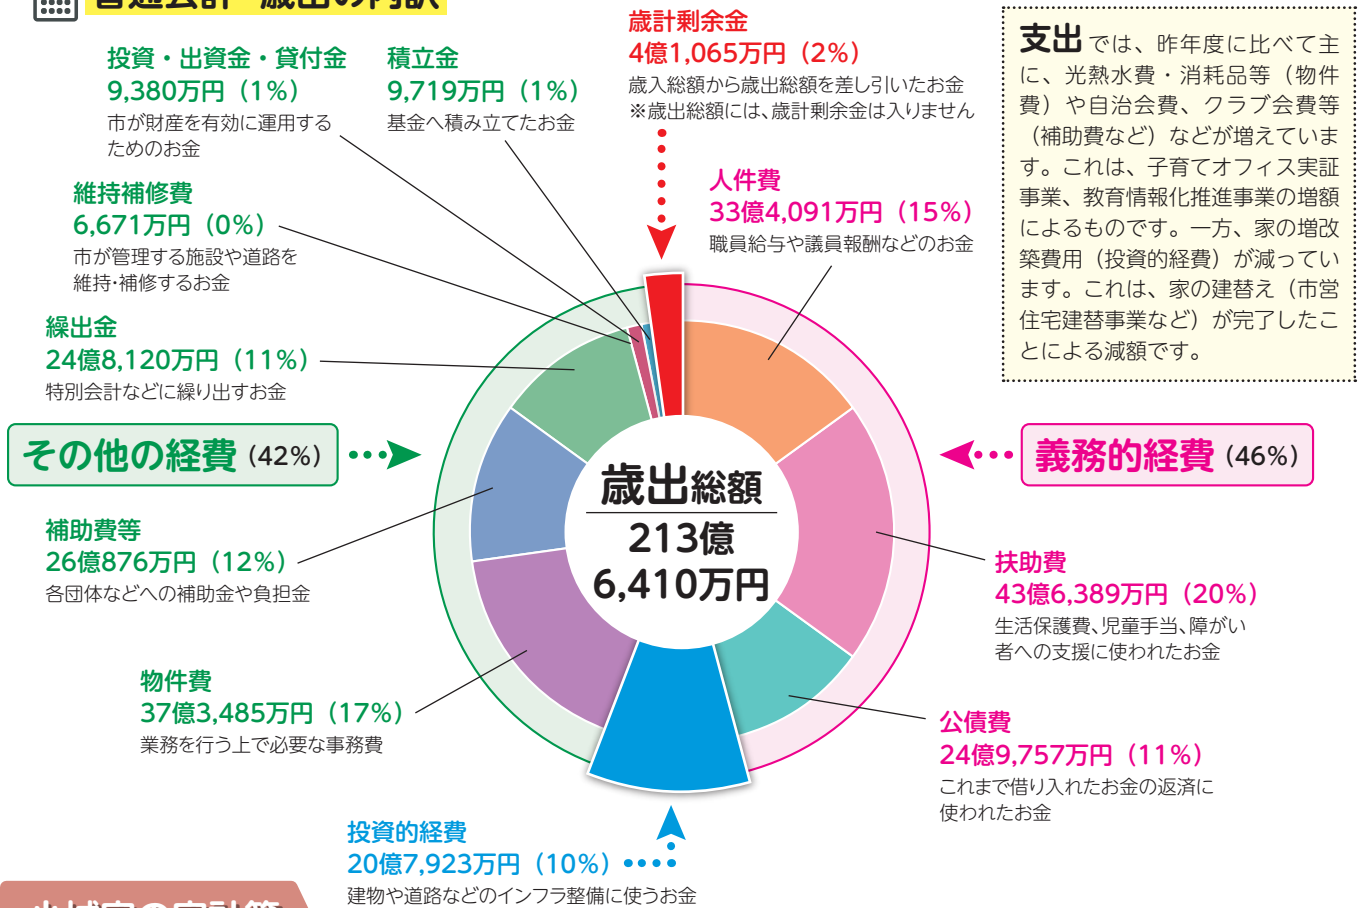 普通会計 歳出の内訳
歳計剰余金
4億1,065万円（2%）
歳入総額から歳出総額を差し引いたお金
※歳出総額には、歳計剰余金は入りません
投資・出資金・貸付金
9,380万円（1%）
市が財産を有効に運用する
ためのお金
積立金
9,719万円（1%）
基金へ積み立てたお金
維持補修費
6,671万円（0%）
市が管理する施設や道路を
維持・補修するお金
人件費
33億4,091万円（15%）
職員給与や議員報酬などのお金
繰出金
24億8,120万円（11%）
特別会計などに繰り出すお金
支出では、昨年度に比べて主
に、光熱水費・消耗品等（物件
費）や自治会費、クラブ会費等
（補助費など）などが増えていま
す。これは、子育てオフィス実証
事業、教育情報化推進事業の増額
によるものです。一方、家の増改
築費用（投資的経費）が減ってい
ます。これは、家の建替え（市営
住宅建替事業など）が完了したこ
とによる減額です。
その他の経費（42%）
義務的経費（46%）
歳出総額
213億
6,410万円
補助費等
26億876万円（12%）
各団体などへの補助金や負担金
扶助費
43億6,389万円（20%）
生活保護費、児童手当、障がい
者への支援に使われたお金
物件費
37億3,485万円（17%）
業務を行う上で必要な事務費
公債費
24億9,757万円（11%）
これまで借り入れたお金の返済に
使われたお金
投資的経費
20億7,923万円（10%）
建物や道路などのインフラ整備に使うお金